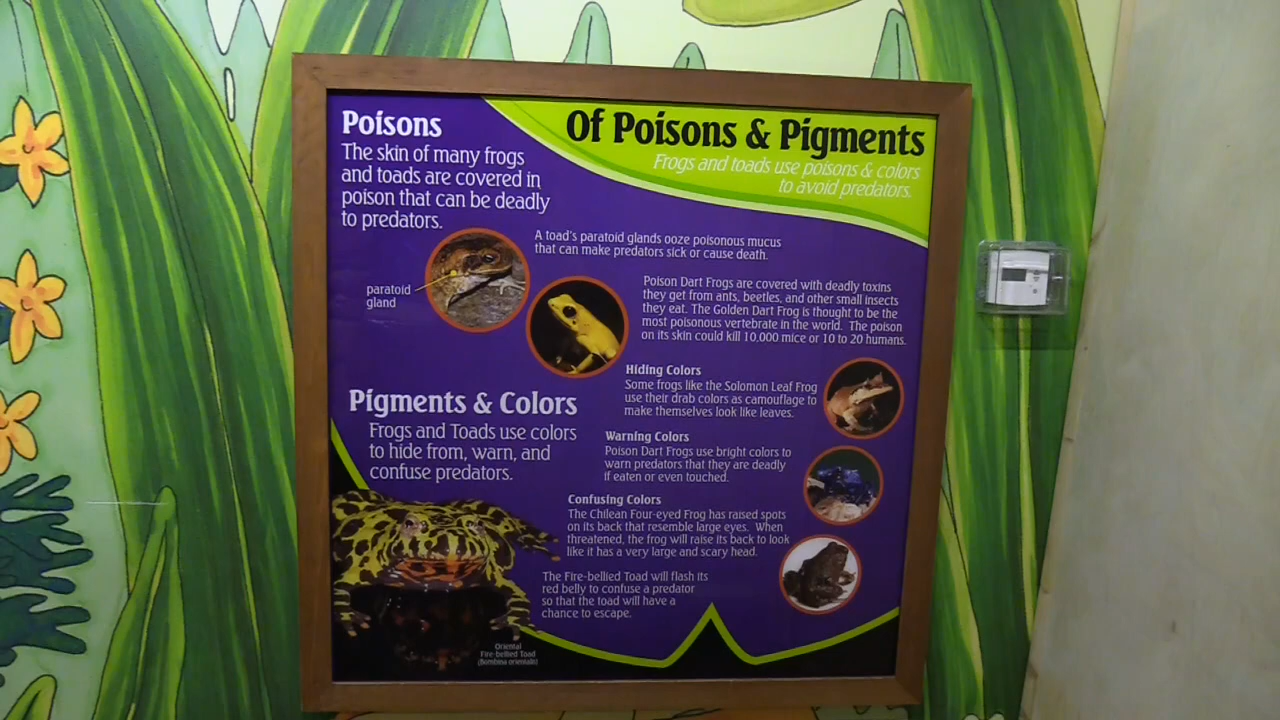 Of Poisons & Pigments
Frogs and toads use poisons & colors
to avoid predators.
Poisons
The skin of many frogs
and toads are covered in
poison that can be deadly
to predators.
A toad's paratoid glands ooze poisonous mucus
that can make predators sick or cause death.
paratoid
gland
Poison Dart Frogs are covered with deadly toxins
they get from ants, beetles, and other small insects
they eat. The Golden Dart Frog is thought to be the
most poisonous vertebrate in the world. The poison
on its skin could kill 10,000 mice or 10 to 20 humans.
Pigments & Colors
Frogs and Toads use colors
to hide from, warn, and
confuse predators.
Hiding Colors
Some frogs like the Solomon Leaf Frog
use their drab colors as camouflage to
make themselves look like leaves.
Warning Colors
Poison Dart Frogs use bright colors to
warn predators that they are deadly
if eaten or even touched.
Confusing Colors
The Chilean Four-eyed Frog has raised spots
on its back that resemble large eyes. When
threatened, the frog will raise its back to look
like it has a very large and scary head.
The Fire-bellied Toad will flash its
red belly to confuse a predator
so that the toad will have a
chance to escape.
Oriental
Fire-bellied Toad
(Bombina orientalis)